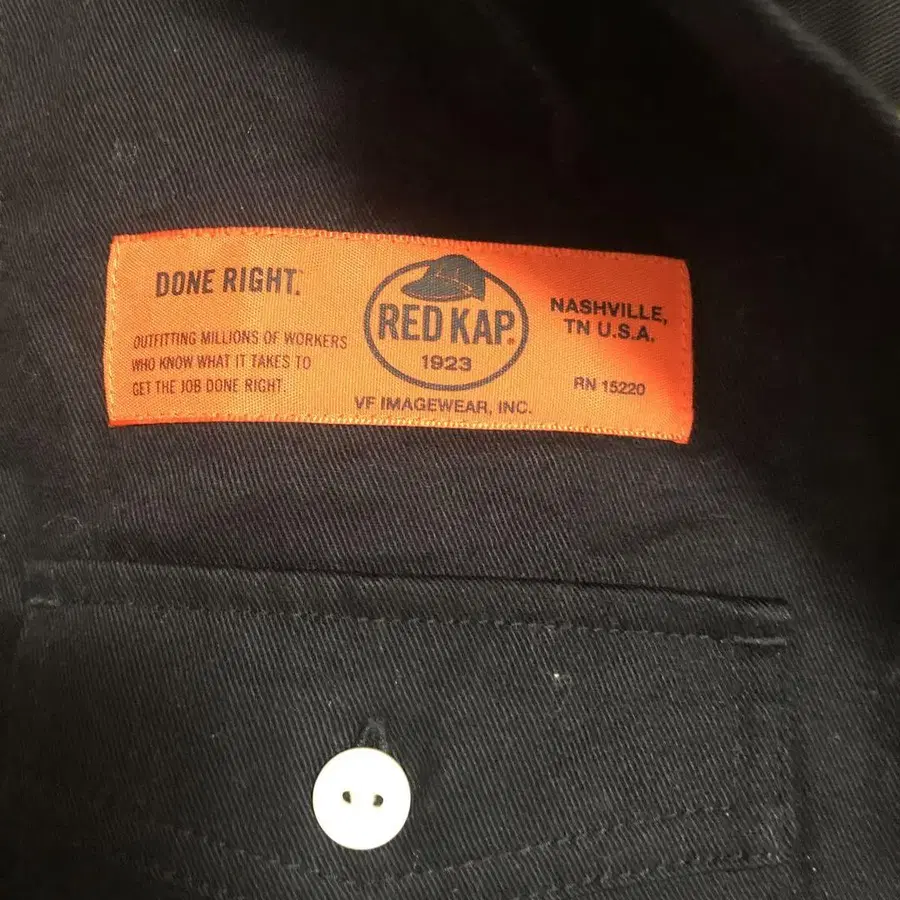 DONE RIGHT.
OUTFITTING MILLIONS OF WORKERS
WHO KNOW WHAT IT TAKES TO
GET THE JOB DONE RIGHT.
RED KAP®
1923
VF IMAGEWEAR, INC.
NASHVILLE,
TN U.S.A.
RN 15220